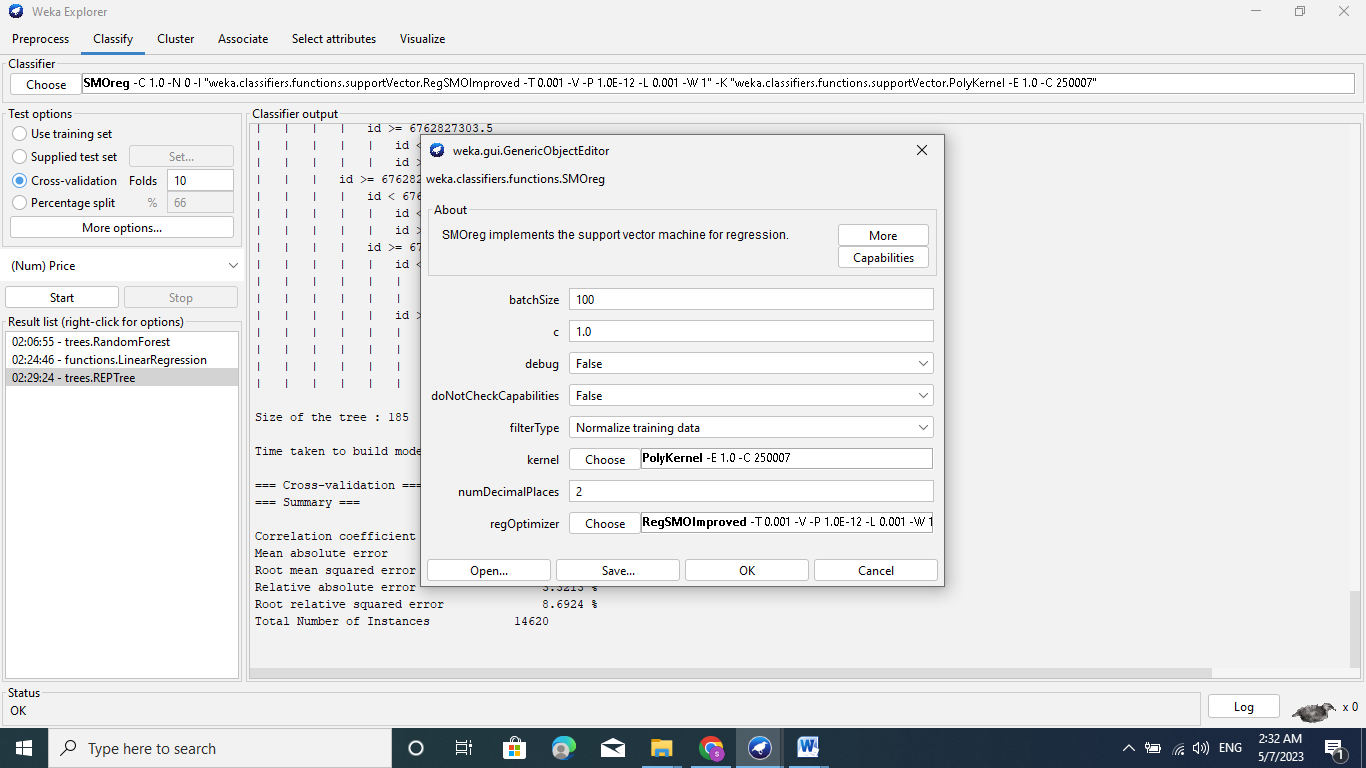 Weka Explorer
Preprocess Classify Cluster Associate Select attributes Visualize
Classifier
Choose SMOreg -C 1.0 -N 0 -I "weka.classifiers.functions.supportVector.RegSMOImproved -T 0.001 -V -P 1.0E-12 -L 0.001 -W 1" -K "weka.classifiers.functions.supportVector.PolyKernel -E 1.0 -C 250007"
Test options
Use training set
Supplied test set Set...
Cross-validation Folds 10
Percentage split % 66
More options...
(Num) Price
Start Stop
Result list (right-click for options)
02:06:55 - trees.RandomForest
02:24:46 - functions.LinearRegression
02:29:24 - trees.REPTree
Classifier output
| | | | id >= 6762827303.5
| | | | | id <
| | | | | id >
| | | id >= 67628
| | | | id < 676
| | | | | id <
| | | | | id >
| | | | id >= 67
| | | | | id <
| | | | | |
| | | | | |
| | | | | id >
| | | | | |
| | | | | |
| | | | | |
| | | | | |
Size of the tree : 185
Time taken to build mode
=== Cross-validation ===
=== Summary ===
Correlation coefficient
Mean absolute error
Root mean squared error
Relative absolute error %
Root relative squared error 8.6924 %
Total Number of Instances 14620
weka.gui.GenericObjectEditor
weka.classifiers.functions.SMOreg
About
SMOreg implements the support vector machine for regression.
More
Capabilities
batchSize 100
c 1.0
debug False
doNotCheckCapabilities False
filterType Normalize training data
kernel Choose PolyKernel -E 1.0 -C 250007
numDecimalPlaces 2
regOptimizer Choose RegSMOImproved -T 0.001 -V -P 1.0E-12 -L 0.001 -W 1
Open... Save... OK Cancel
Status
OK
Log x 0
Type here to search
ENG
2:32 AM
5/7/2023
1